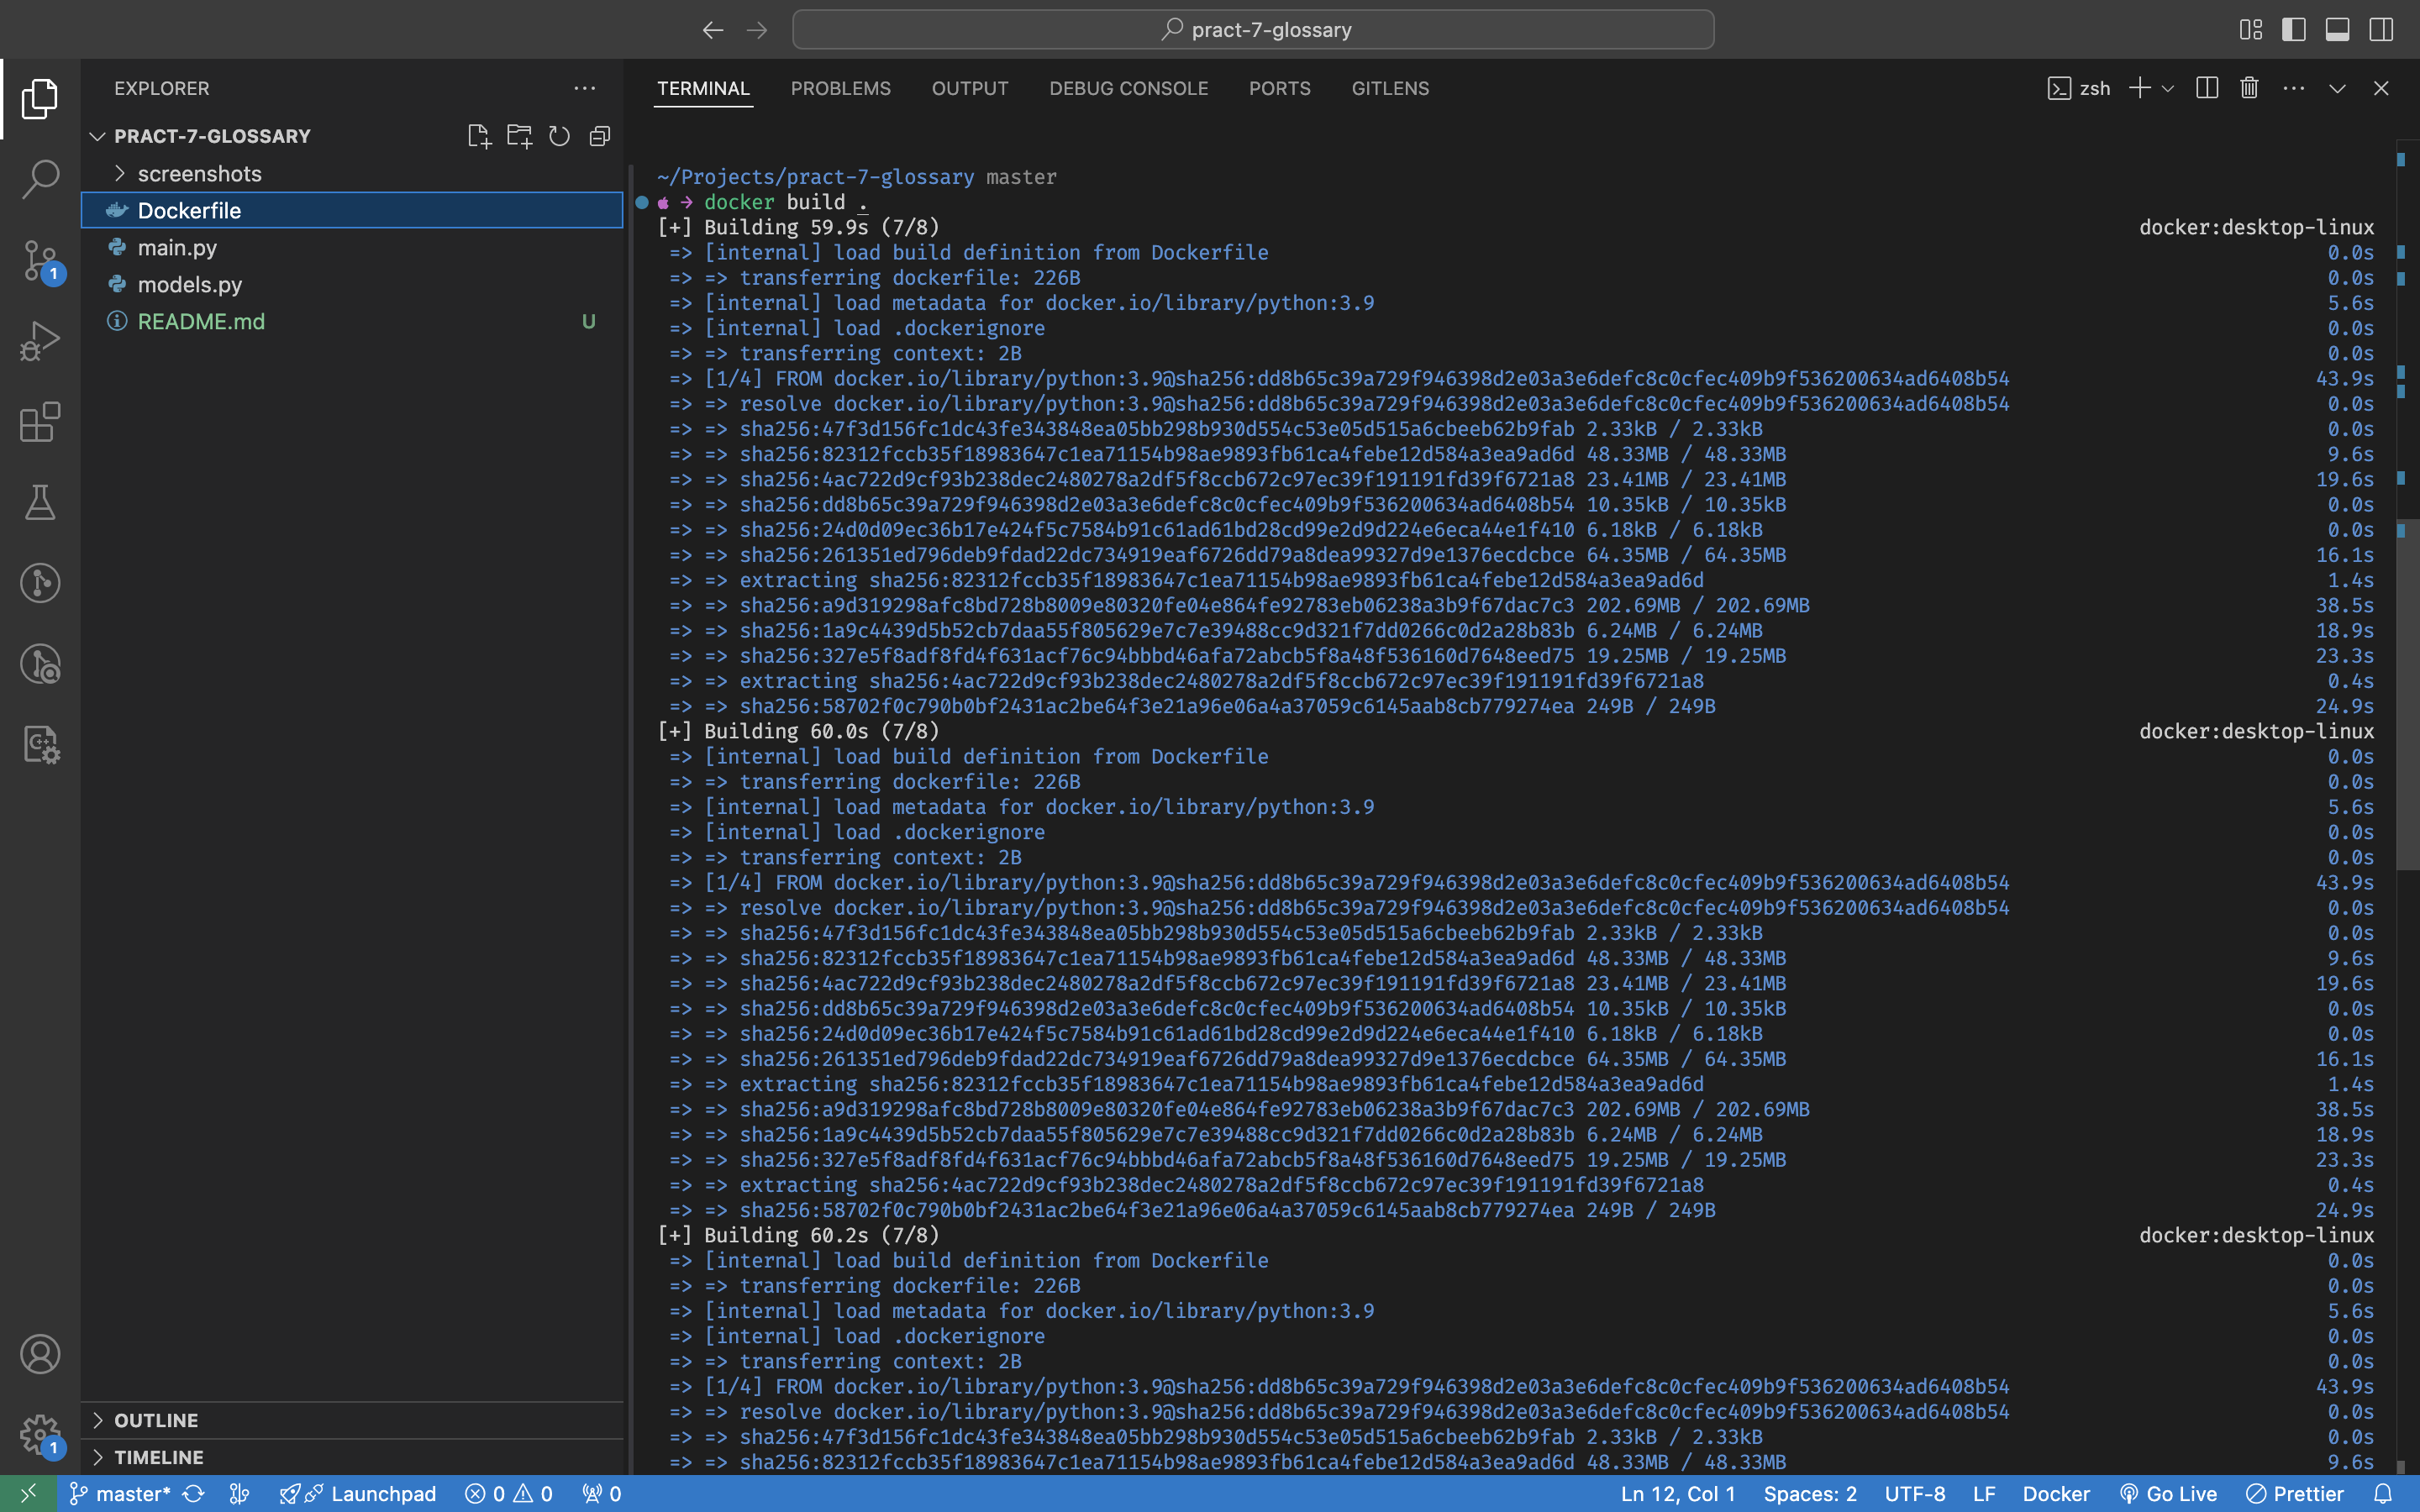 pract-7-glossary
EXPLORER
PRACT-7-GLOSSARY
screenshots
Dockerfile
main.py
models.py
README.md U
1
1
OUTLINE
TIMELINE
TERMINAL PROBLEMS OUTPUT DEBUG CONSOLE PORTS GITLENS zsh
~/Projects/pract-7-glossary master
→ docker build .
[+] Building 59.9s (7/8) docker:desktop-linux
=> [internal] load build definition from Dockerfile 0.0s
=> => transferring dockerfile: 226B 0.0s
=> [internal] load metadata for docker.io/library/python:3.9 5.6s
=> [internal] load .dockerignore 0.0s
=> => transferring context: 2B 0.0s
=> [1/4] FROM docker.io/library/python:3.9@sha256:dd8b65c39a729f946398d2e03a3e6defc8c0cfec409b9f536200634ad6408b54 43.9s
=> => resolve docker.io/library/python:3.9@sha256:dd8b65c39a729f946398d2e03a3e6defc8c0cfec409b9f536200634ad6408b54 0.0s
=> => sha256:47f3d156fc1dc43fe343848ea05bb298b930d554c53e05d515a6cbeeb62b9fab 2.33kB / 2.33kB 0.0s
=> => sha256:82312fccb35f18983647c1ea71154b98ae9893fb61ca4febe12d584a3ea9ad6d 48.33MB / 48.33MB 9.6s
=> => sha256:4ac722d9cf93b238dec2480278a2df5f8ccb672c97ec39f191191fd39f6721a8 23.41MB / 23.41MB 19.6s
=> => sha256:dd8b65c39a729f946398d2e03a3e6defc8c0cfec409b9f536200634ad6408b54 10.35kB / 10.35kB 0.0s
=> => sha256:24d0d09ec36b17e424f5c7584b91c61ad61bd28cd99e2d9d224e6eca44e1f410 6.18kB / 6.18kB 0.0s
=> => sha256:261351ed796deb9fdad22dc734919eaf6726dd79a8dea99327d9e1376ecdcbce 64.35MB / 64.35MB 16.1s
=> => extracting sha256:82312fccb35f18983647c1ea71154b98ae9893fb61ca4febe12d584a3ea9ad6d 1.4s
=> => sha256:a9d319298afc8bd728b8009e80320fe04e864fe92783eb06238a3b9f67dac7c3 202.69MB / 202.69MB 38.5s
=> => sha256:1a9c4439d5b52cb7daa55f805629e7c7e39488cc9d321f7dd0266c0d2a28b83b 6.24MB / 6.24MB 18.9s
=> => sha256:327e5f8adf8fd4f631acf76c94bbbd46afa72abcb5f8a48f536160d7648eed75 19.25MB / 19.25MB 23.3s
=> => extracting sha256:4ac722d9cf93b238dec2480278a2df5f8ccb672c97ec39f191191fd39f6721a8 0.4s
=> => sha256:58702f0c790b0bf2431ac2be64f3e21a96e06a4a37059c6145aab8cb779274ea 249B / 249B 24.9s
[+] Building 60.0s (7/8) docker:desktop-linux
=> [internal] load build definition from Dockerfile 0.0s
=> => transferring dockerfile: 226B 0.0s
=> [internal] load metadata for docker.io/library/python:3.9 5.6s
=> [internal] load .dockerignore 0.0s
=> => transferring context: 2B 0.0s
=> [1/4] FROM docker.io/library/python:3.9@sha256:dd8b65c39a729f946398d2e03a3e6defc8c0cfec409b9f536200634ad6408b54 43.9s
=> => resolve docker.io/library/python:3.9@sha256:dd8b65c39a729f946398d2e03a3e6defc8c0cfec409b9f536200634ad6408b54 0.0s
=> => sha256:47f3d156fc1dc43fe343848ea05bb298b930d554c53e05d515a6cbeeb62b9fab 2.33kB / 2.33kB 0.0s
=> => sha256:82312fccb35f18983647c1ea71154b98ae9893fb61ca4febe12d584a3ea9ad6d 48.33MB / 48.33MB 9.6s
=> => sha256:4ac722d9cf93b238dec2480278a2df5f8ccb672c97ec39f191191fd39f6721a8 23.41MB / 23.41MB 19.6s
=> => sha256:dd8b65c39a729f946398d2e03a3e6defc8c0cfec409b9f536200634ad6408b54 10.35kB / 10.35kB 0.0s
=> => sha256:24d0d09ec36b17e424f5c7584b91c61ad61bd28cd99e2d9d224e6eca44e1f410 6.18kB / 6.18kB 0.0s
=> => sha256:261351ed796deb9fdad22dc734919eaf6726dd79a8dea99327d9e1376ecdcbce 64.35MB / 64.35MB 16.1s
=> => extracting sha256:82312fccb35f18983647c1ea71154b98ae9893fb61ca4febe12d584a3ea9ad6d 1.4s
=> => sha256:a9d319298afc8bd728b8009e80320fe04e864fe92783eb06238a3b9f67dac7c3 202.69MB / 202.69MB 38.5s
=> => sha256:1a9c4439d5b52cb7daa55f805629e7c7e39488cc9d321f7dd0266c0d2a28b83b 6.24MB / 6.24MB 18.9s
=> => sha256:327e5f8adf8fd4f631acf76c94bbbd46afa72abcb5f8a48f536160d7648eed75 19.25MB / 19.25MB 23.3s
=> => extracting sha256:4ac722d9cf93b238dec2480278a2df5f8ccb672c97ec39f191191fd39f6721a8 0.4s
=> => sha256:58702f0c790b0bf2431ac2be64f3e21a96e06a4a37059c6145aab8cb779274ea 249B / 249B 24.9s
[+] Building 60.2s (7/8) docker:desktop-linux
=> [internal] load build definition from Dockerfile 0.0s
=> => transferring dockerfile: 226B 0.0s
=> [internal] load metadata for docker.io/library/python:3.9 5.6s
=> [internal] load .dockerignore 0.0s
=> => transferring context: 2B 0.0s
=> [1/4] FROM docker.io/library/python:3.9@sha256:dd8b65c39a729f946398d2e03a3e6defc8c0cfec409b9f536200634ad6408b54 43.9s
=> => resolve docker.io/library/python:3.9@sha256:dd8b65c39a729f946398d2e03a3e6defc8c0cfec409b9f536200634ad6408b54 0.0s
=> => sha256:47f3d156fc1dc43fe343848ea05bb298b930d554c53e05d515a6cbeeb62b9fab 2.33kB / 2.33kB 0.0s
=> => sha256:82312fccb35f18983647c1ea71154b98ae9893fb61ca4febe12d584a3ea9ad6d 48.33MB / 48.33MB 9.6s
master* Launchpad 0 0 0 Ln 12, Col 1 Spaces: 2 UTF-8 LF Docker Go Live Prettier